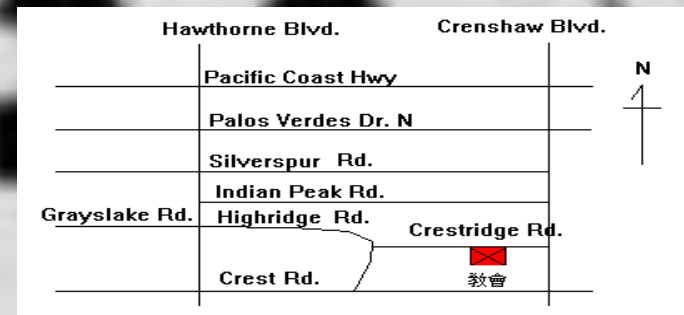 Hawthorne Blvd.
Crenshaw Blvd.
N
Pacific Coast Hwy
Palos Verdes Dr. N
Silverspur Rd.
Indian Peak Rd.
Grayslake Rd.
Highridge Rd.
Crestridge Rd.
Crest Rd.
教會